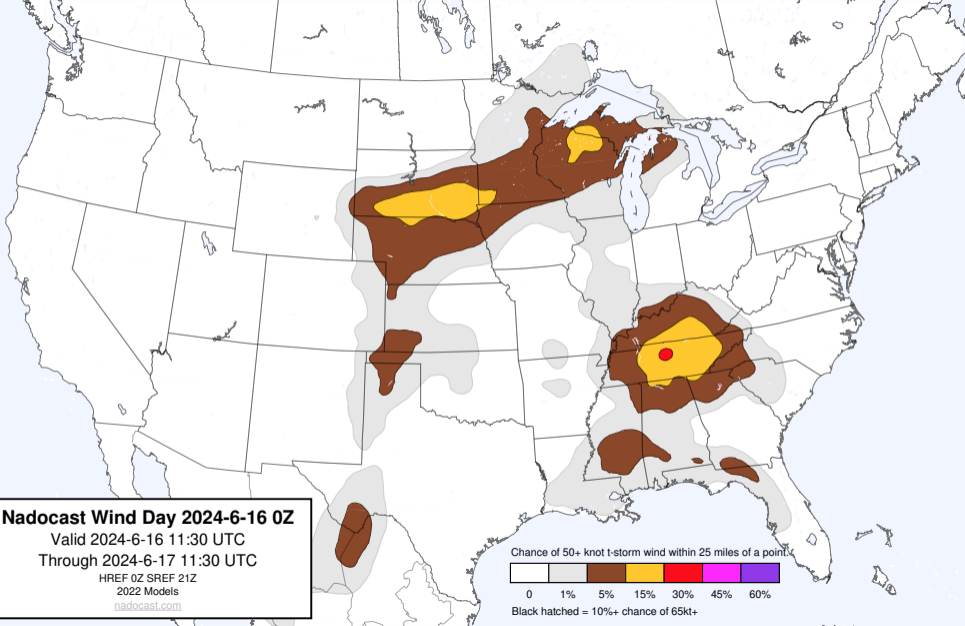 Nadocast Wind Day 2024-6-16 0Z
Valid 2024-6-16 11:30 UTC
Through 2024-6-17 11:30 UTC
HREF 0Z SREF 21Z
2022 Models
nadocast.com
Chance of 50+ knot t-storm wind within 25 miles of a point.
0 1% 5% 15% 30% 45% 60%
Black hatched = 10%+ chance of 65kt+